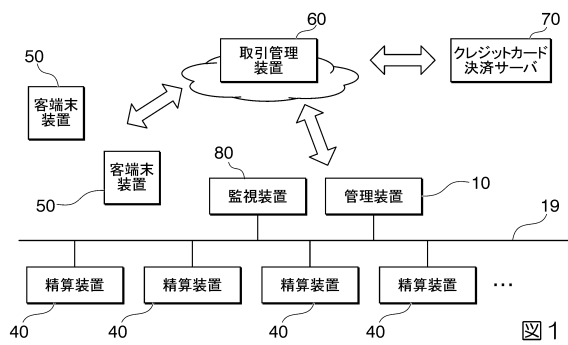 60
70
取引管理
装置
クレジットカード
決済サーバ
50
客端末
装置
客端末
装置
50
80
監視装置
管理装置
10
19
精算装置
精算装置
精算装置
精算装置
…
40
40
40
40
図1